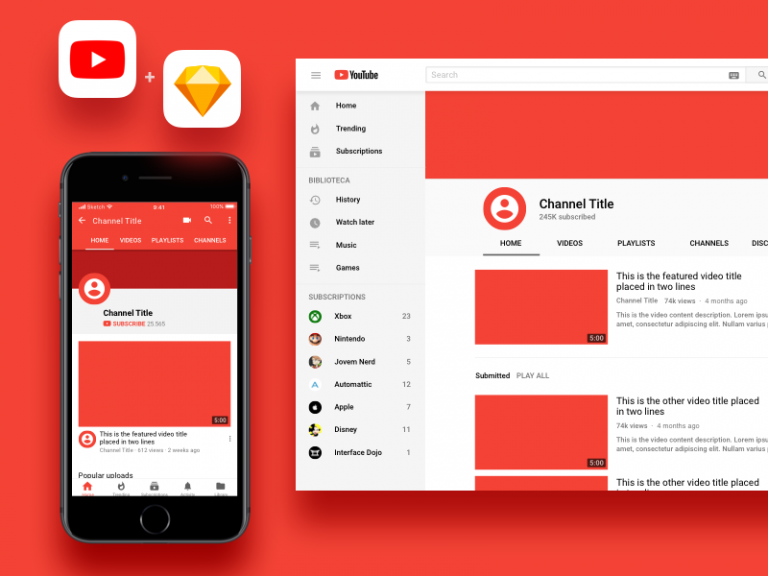 +
Sketch
3:41
100%
Channel Title
HOME VIDEOS PLAYLISTS CHANNELS
Channel Title
SUBSCRIBE 25.565
5:00
This is the featured video title
placed in two lines
Channel Title · 612 views · 2 weeks ago
Popular uploads
Home Trending Subscriptions Activity Library
YouTube
Search
Home
Trending
Subscriptions
BIBLIOTECA
History
Watch later
Music
Games
SUBSCRIPTIONS
Xbox 23
Nintendo 3
Jovem Nerd 5
Automattic 12
Apple 7
Disney 11
Interface Dojo 1
Channel Title
245K subscribed
HOME VIDEOS PLAYLISTS CHANNELS DISC
5:00
This is the featured video title
placed in two lines
Channel Title 74k views · 4 months ago
This is the video content description. Lorem ipsu
amet, consectetur adipiscing elit. Nullam varius p
Submitted PLAY ALL
5:00
This is the other video title placed
in two lines
74k views · 4 months ago
This is the video content description. Lorem ipsu
amet, consectetur adipiscing elit. Nullam varius p
This is the other video title placed